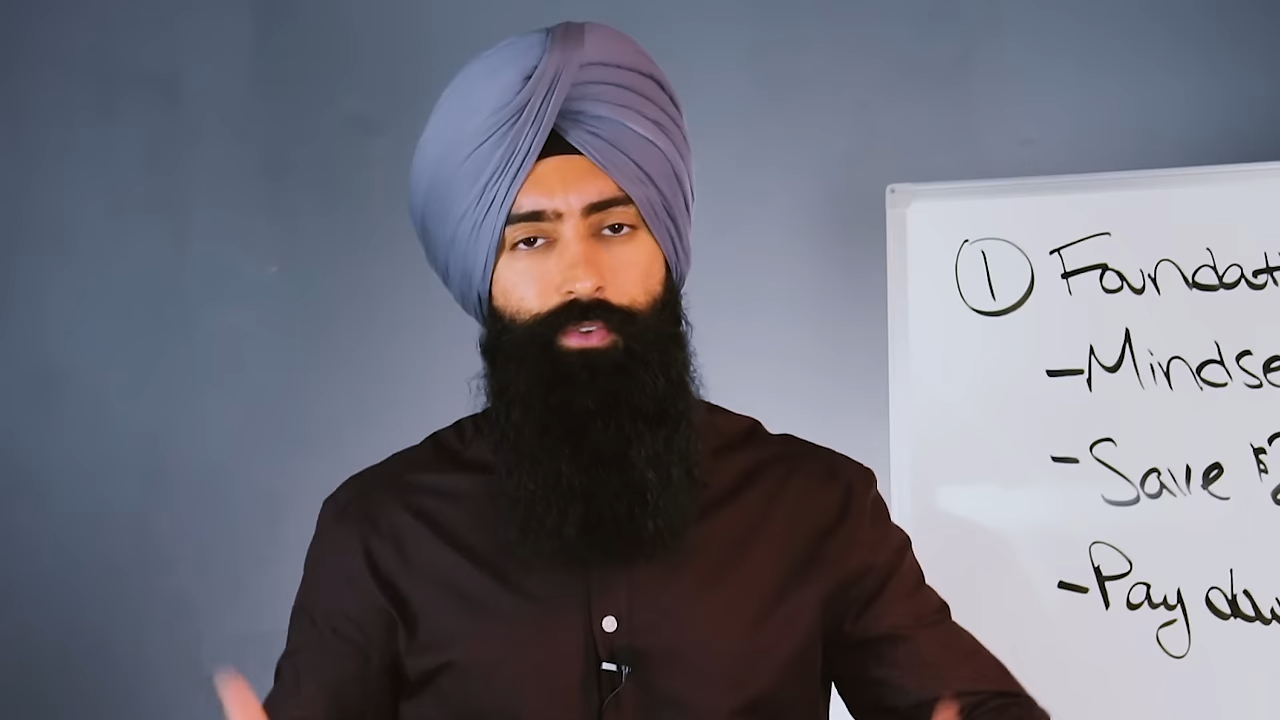 ① Foundat
-Mindse
-Save $
-Pay dow